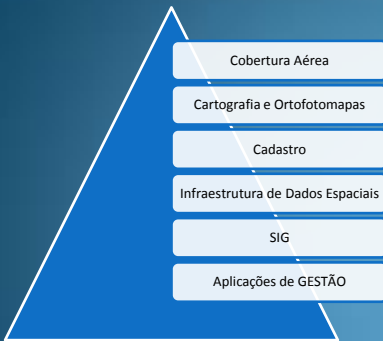 Cobertura Aérea
Cartografia e Ortofotomapas
Cadastro
Infraestrutura de Dados Espaciais
SIG
Aplicações de GESTÃO